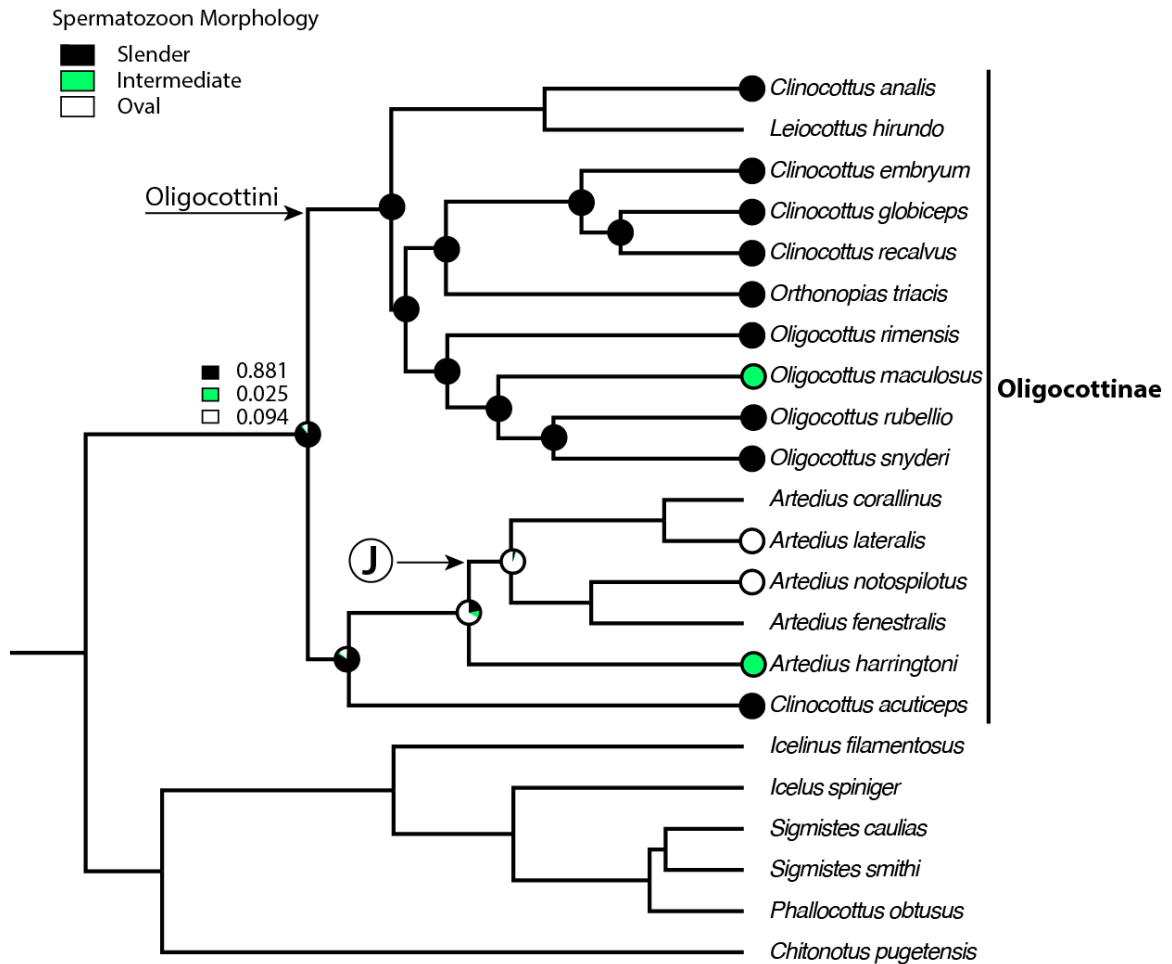 Spermatozoon Morphology
Slender
Intermediate
Oval
Clinocottus analis
Leiocottus hirundo
Clinocottus embryum
Oligocottini
Clinocottus globiceps
Clinocottus recalvus
Orthonopias triacis
Oligocottus rimensis
0.881
0.025
0.094
Oligocottus maculosus
Oligocottinae
Oligocottus rubellio
Oligocottus snyderi
Artedius corallinus
Artedius lateralis
J
Artedius notospilotus
Artedius fenestralis
Artedius harringtoni
Clinocottus acuticeps
Icelinus filamentosus
Icelus spiniger
Sigmistes caulias
Sigmistes smithi
Phallocottus obtusus
Chitonotus pugetensis